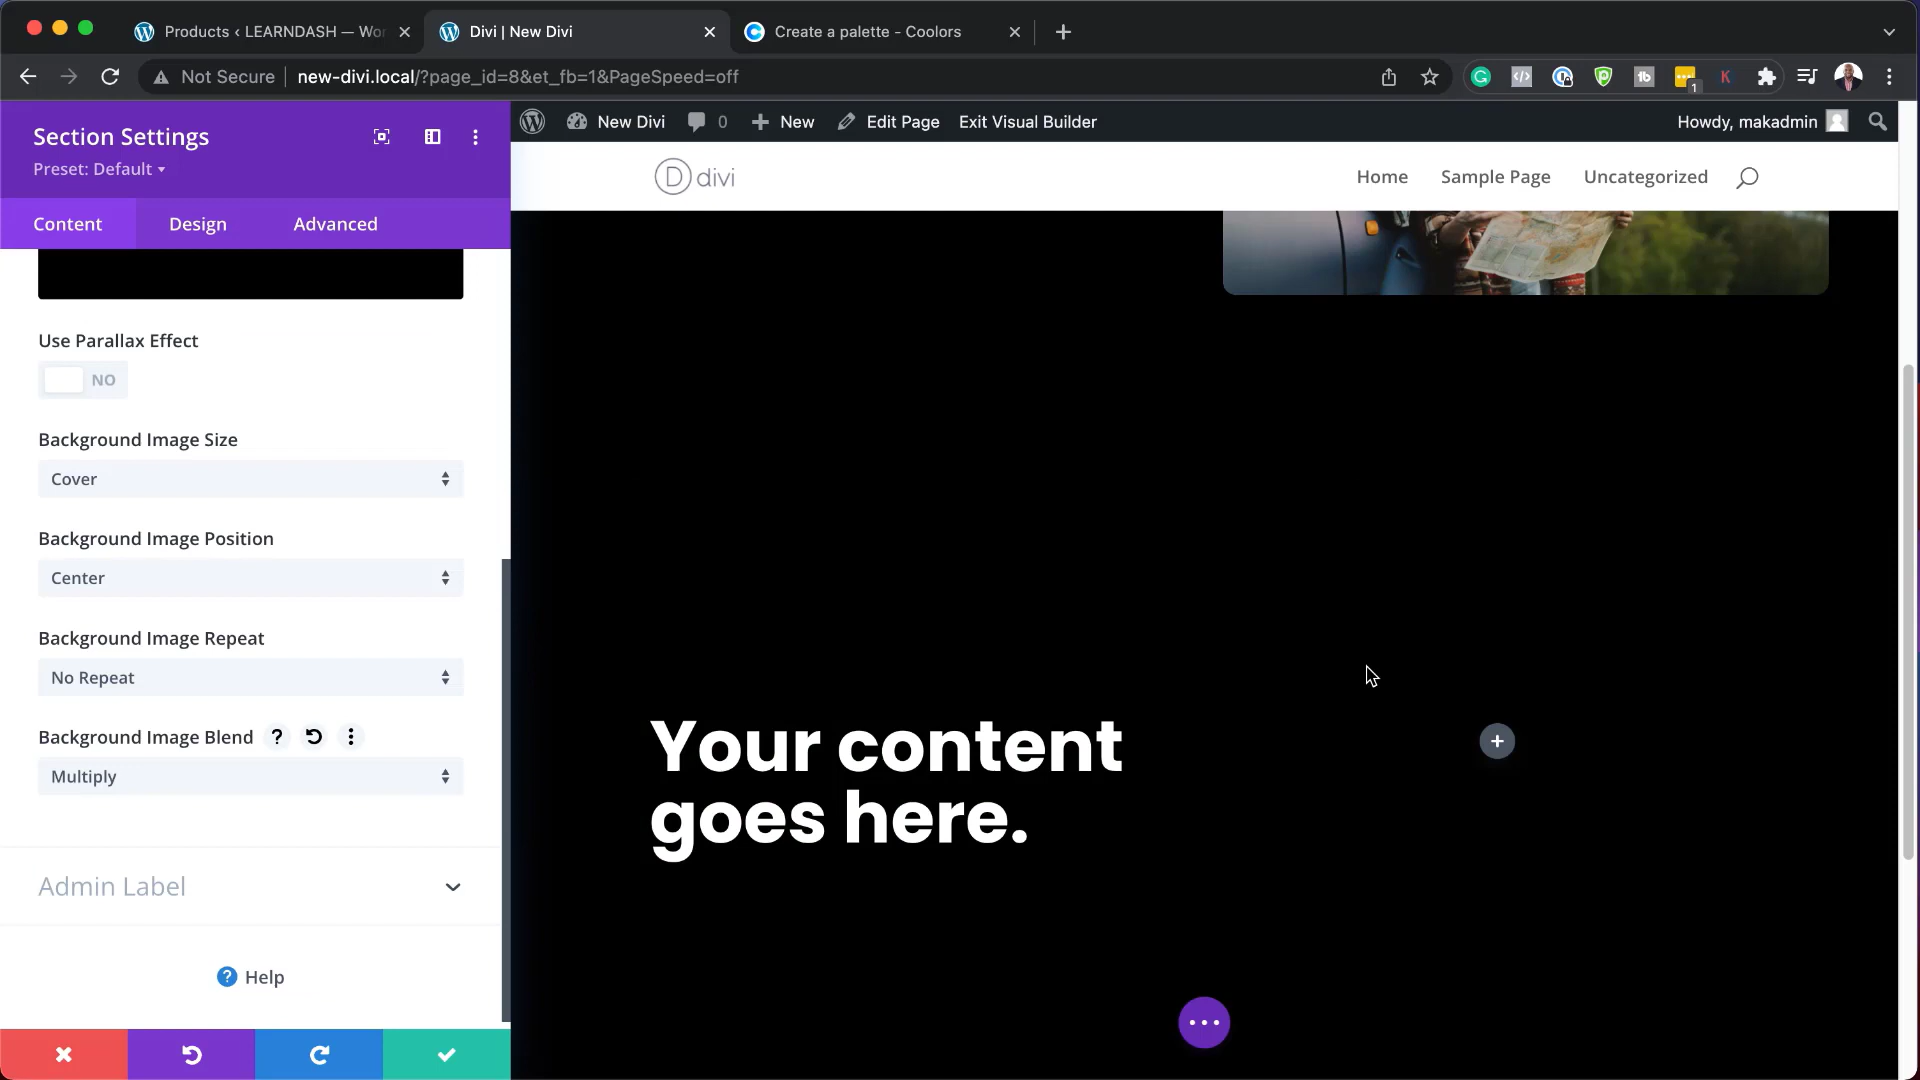 Products ‹ LEARNDASH — Wor
Divi | New Divi
Create a palette - Coolors
Not Secure
new-divi.local/?page_id=8&et_fb=1&PageSpeed=off
1
Section Settings
Preset: Default
Content
Design
Advanced
New Divi
0
New
Edit Page
Exit Visual Builder
Howdy, makadmin
D divi
Home
Sample Page
Uncategorized
Use Parallax Effect
NO
Background Image Size
Cover
Background Image Position
Center
Background Image Repeat
No Repeat
Background Image Blend
Multiply
Admin Label
Help
Your content
goes here.